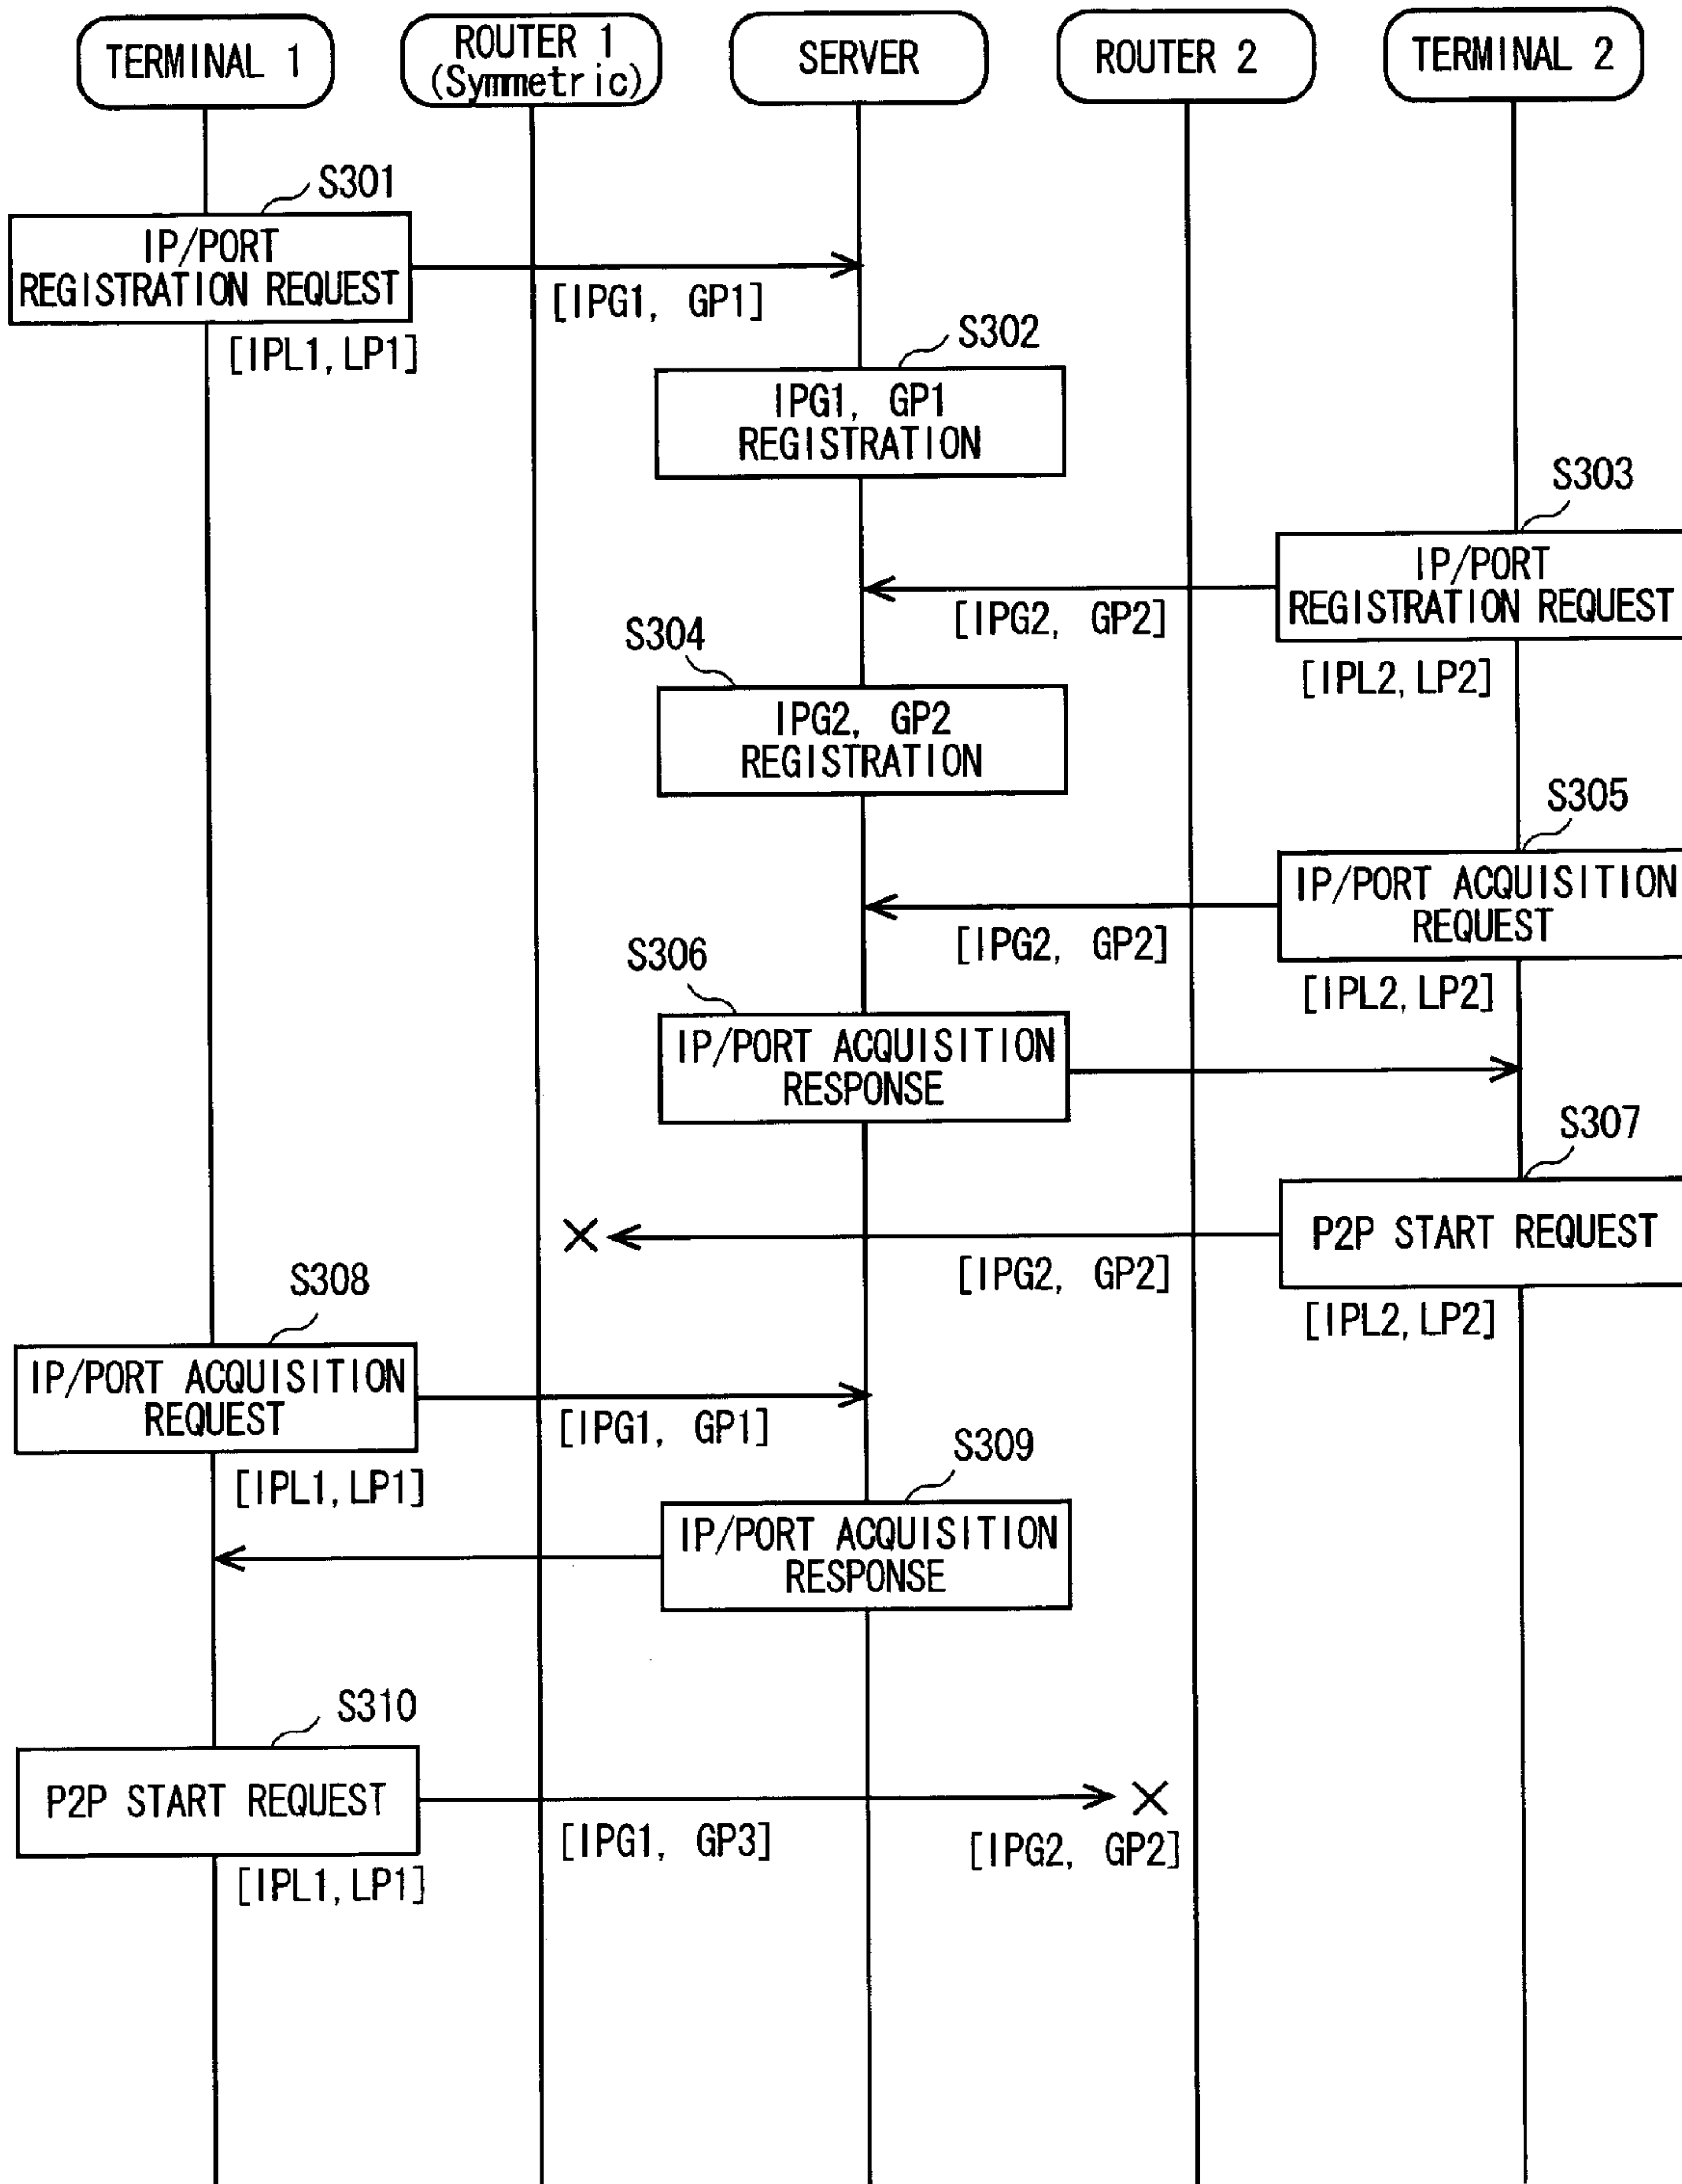 TERMINAL 1
ROUTER 1
(Symmetric)
SERVER
ROUTER 2
TERMINAL 2
S301
IP/PORT
REGISTRATION REQUEST
[IPG1, GP1]
[IPL1, LP1]
S302
IPG1, GP1
REGISTRATION
S303
IP/PORT
REGISTRATION REQUEST
[IPG2, GP2]
[IPL2, LP2]
S304
IPG2, GP2
REGISTRATION
S305
IP/PORT ACQUISITION
REQUEST
[IPG2, GP2]
[IPL2, LP2]
S306
IP/PORT ACQUISITION
RESPONSE
S307
P2P START REQUEST
[IPG2, GP2]
[IPL2, LP2]
S308
IP/PORT ACQUISITION
REQUEST
[IPG1, GP1]
[IPL1, LP1]
S309
IP/PORT ACQUISITION
RESPONSE
S310
P2P START REQUEST
[IPG1, GP3]
[IPG2, GP2]
[IPL1, LP1]